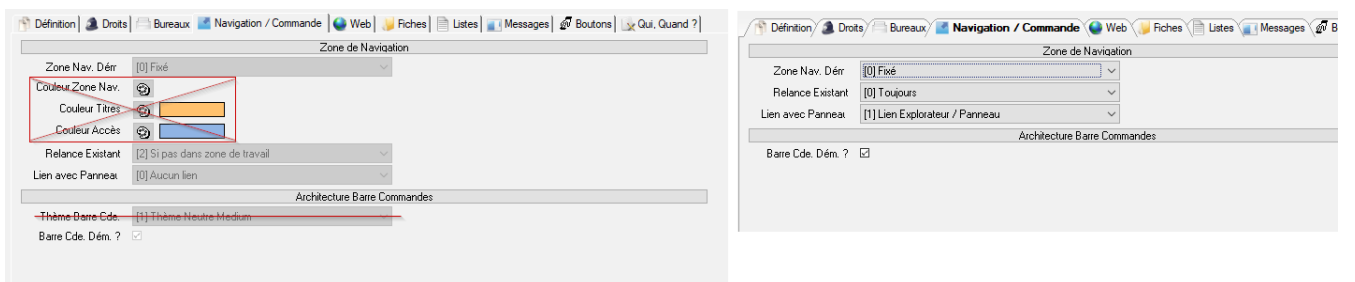 Définition Droits Bureaux Navigation / Commande Web Fiches Listes Messages Boutons Qui, Quand ?
Zone de Navigation
Zone Nav. Dém [0] Fixé
Couleur Zone Nav.
Couleur Titres
Couleur Accès
Relance Existant [2] Si pas dans zone de travail
Lien avec Panneau [0] Aucun lien
Architecture Barre Commandes
Thème Barre Cde. [1] Thème Neutre Medium
Barre Cde. Dém. ?
Définition Droits Bureaux Navigation / Commande Web Fiches Listes Messages B
Zone de Navigation
Zone Nav. Dém [0] Fixé
Relance Existant [0] Toujours
Lien avec Panneau [1] Lien Explorateur / Panneau
Architecture Barre Commandes
Barre Cde. Dém. ?